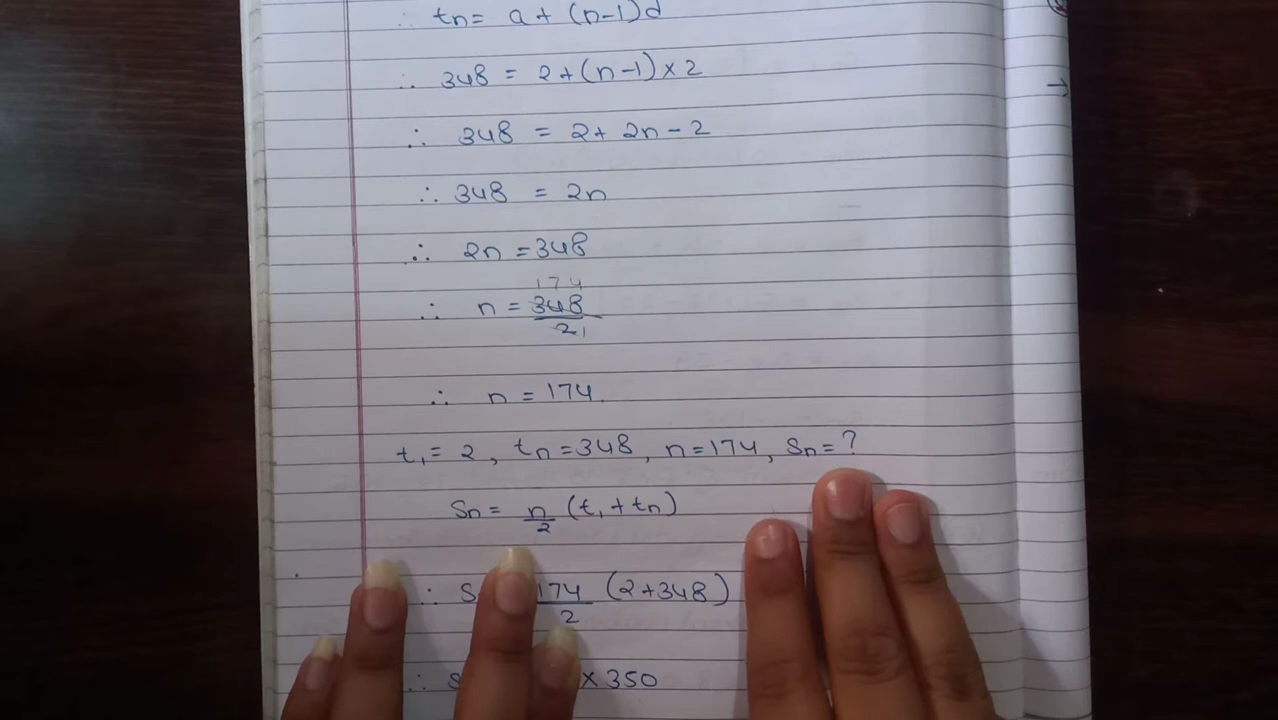 ∴ tn = a + (n-1)d
∴ 348 = 2 + (n-1) × 2
∴ 348 = 2 + 2n - 2
∴ 348 = 2n
∴ 2n = 348
174
∴ n = 348
2 1
∴ n = 174
t₁ = 2, tn = 348, n = 174, Sn = ?
Sn = n/2 (t₁ + tn)
∴ S 174/2 (2+348)
∴ S × 350